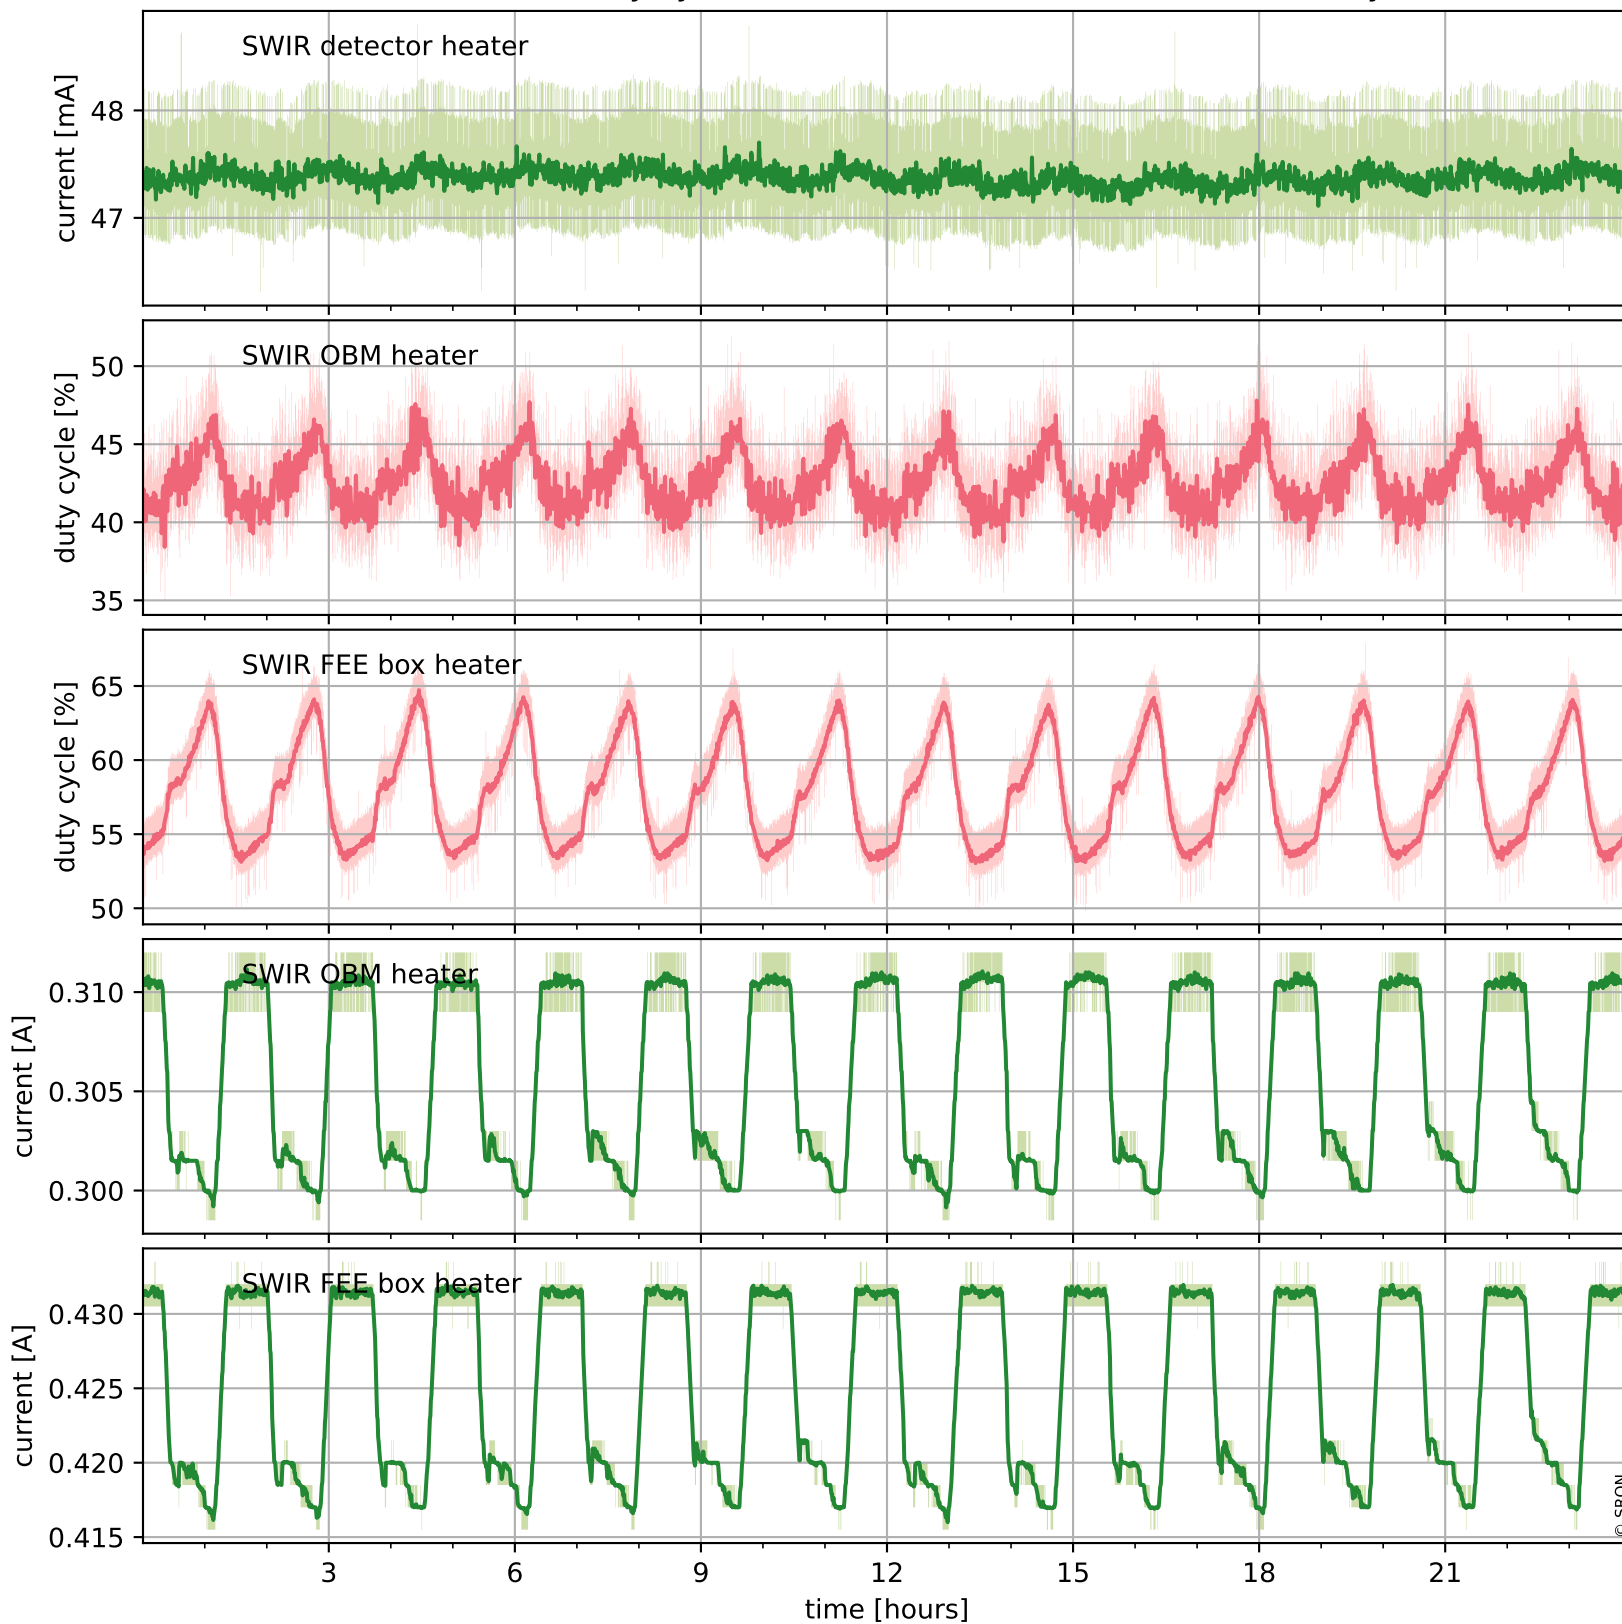 SWIR detector heater
current [mA]
48
47
SWIR OBM heater
duty cycle [%]
50
45
40
35
SWIR FEE box heater
duty cycle [%]
65
60
55
50
SWIR OBM heater
current [A]
0.310
0.305
0.300
SWIR FEE box heater
current [A]
0.430
0.425
0.420
0.415
3 6 9 12 15 18 21
time [hours]
© SRON